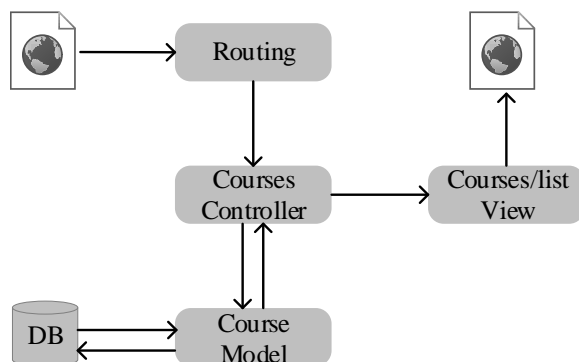 Routing
Courses
Controller
Courses/list
View
DB
Course
Model